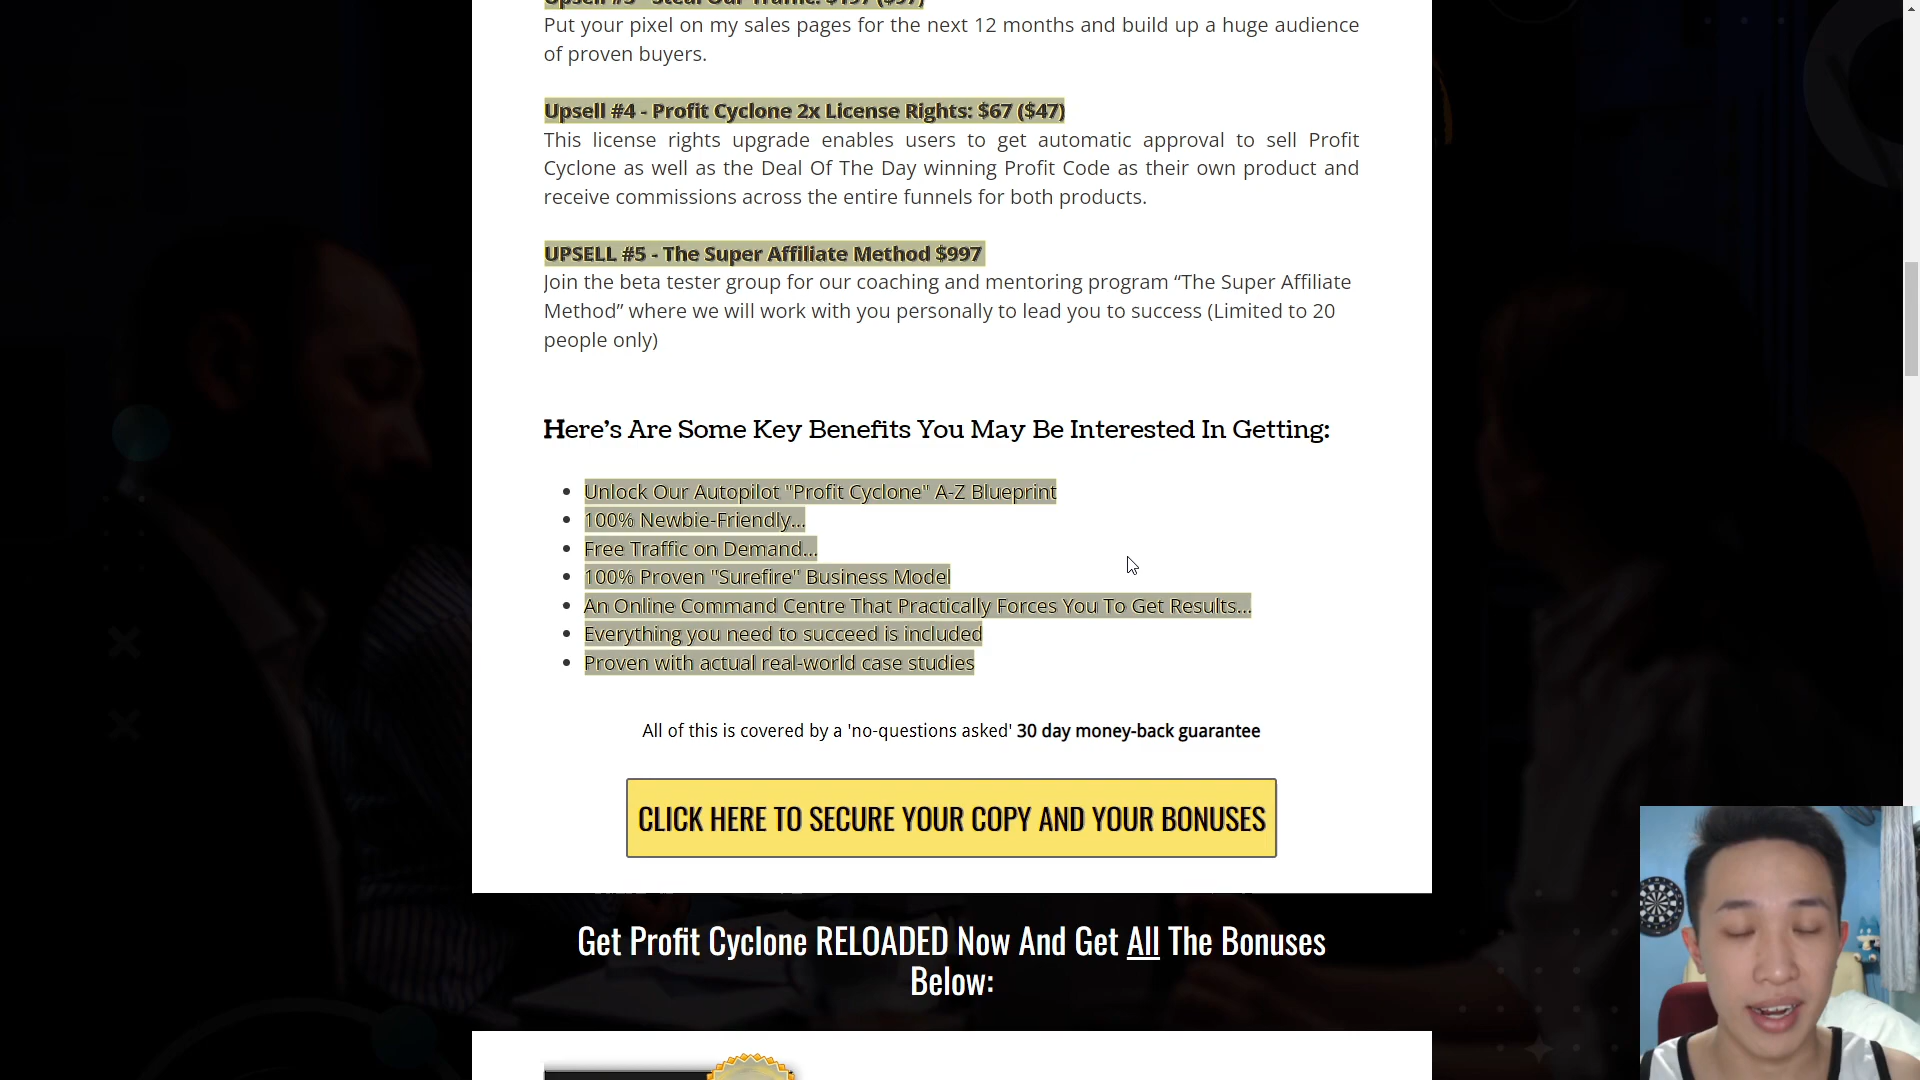 Upsell #3 - Steal Our Traffic: $197 ($97)
Put your pixel on my sales pages for the next 12 months and build up a huge audience
of proven buyers.
Upsell #4 - Profit Cyclone 2x License Rights: $67 ($47)
This license rights upgrade enables users to get automatic approval to sell Profit
Cyclone as well as the Deal Of The Day winning Profit Code as their own product and
receive commissions across the entire funnels for both products.
UPSELL #5 - The Super Affiliate Method $997
Join the beta tester group for our coaching and mentoring program “The Super Affiliate
Method” where we will work with you personally to lead you to success (Limited to 20
people only)
Here’s Are Some Key Benefits You May Be Interested In Getting:
• Unlock Our Autopilot "Profit Cyclone" A-Z Blueprint
• 100% Newbie-Friendly...
• Free Traffic on Demand...
• 100% Proven "Surefire" Business Model
• An Online Command Centre That Practically Forces You To Get Results...
• Everything you need to succeed is included
• Proven with actual real-world case studies
All of this is covered by a 'no-questions asked' 30 day money-back guarantee
CLICK HERE TO SECURE YOUR COPY AND YOUR BONUSES
Get Profit Cyclone RELOADED Now And Get All The Bonuses
Below: